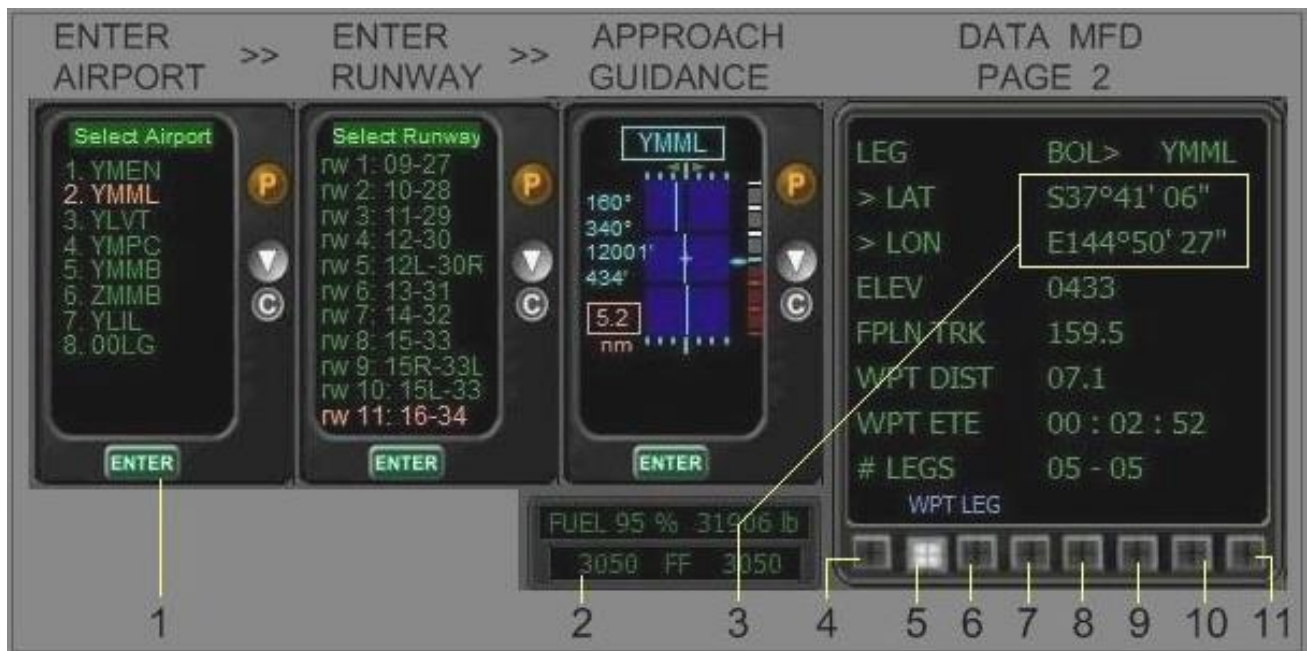 ENTER AIRPORT
>>
ENTER RUNWAY
>>
APPROACH GUIDANCE
DATA MFD PAGE 2
Select Airport
1. YMEN
2. YMML
3. YLVT
4. YMPC
5. YMMB
6. ZMMB
7. YLIL
8. 00LG
P
C
ENTER
Select Runway
rw 1: 09-27
rw 2: 10-28
rw 3: 11-29
rw 4: 12-30
rw 5: 12L-30R
rw 6: 13-31
rw 7: 14-32
rw 8: 15-33
rw 9: 15R-33L
rw 10: 15L-33
rw 11: 16-34
P
C
ENTER
YMML
160°
340°
12001'
434'
5.2
nm
P
C
ENTER
LEG BOL> YMML
> LAT S37°41' 06"
> LON E144°50' 27"
ELEV 0433
FPLN TRK 159.5
WPT DIST 07.1
WPT ETE 00 : 02 : 52
# LEGS 05 - 05
WPT LEG
FUEL 95 % 31906 lb
3050 FF 3050
1 2 3 4 5 6 7 8 9 10 11